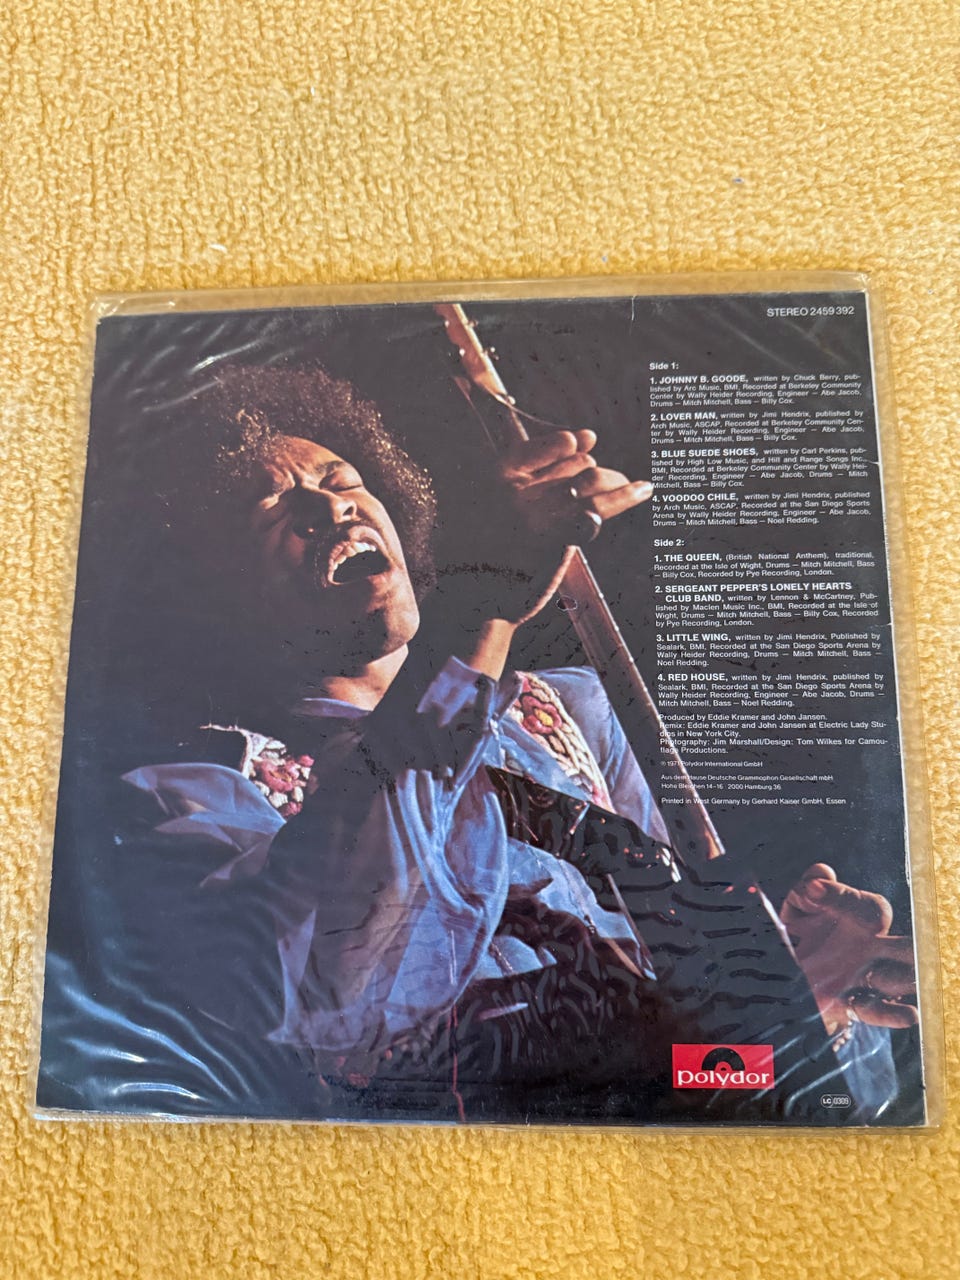 STEREO 2459 392
Side 1:
1. JOHNNY B. GOODE, written by Chuck Berry, pub-
lished by Arc Music, BMI, Recorded at Berkeley Community
Center by Wally Heider Recording, Engineer — Abe Jacob,
Drums — Mitch Mitchell, Bass — Billy Cox.
2. LOVER MAN, written by Jimi Hendrix, published by
Arch Music, ASCAP, Recorded at Berkeley Community Cen-
ter by Wally Heider Recording, Engineer — Abe Jacob,
Drums — Mitch Mitchell, Bass — Billy Cox.
3. BLUE SUEDE SHOES, written by Carl Perkins, pub-
lished by High Low Music, and Hill and Range Songs Inc.,
BMI, Recorded at Berkeley Community Center by Wally Hei-
der Recording, Engineer — Abe Jacob, Drums — Mitch
Mitchell, Bass — Billy Cox.
4. VOODOO CHILE, written by Jimi Hendrix, published
by Arch Music, ASCAP, Recorded at the San Diego Sports
Arena by Wally Heider Recording, Engineer — Abe Jacob,
Drums — Mitch Mitchell, Bass — Noel Redding.
Side 2:
1. THE QUEEN, (British National Anthem), traditional,
Recorded at the Isle of Wight, Drums — Mitch Mitchell, Bass
— Billy Cox, Recorded by Pye Recording, London.
2. SERGEANT PEPPER'S LONELY HEARTS
CLUB BAND, written by Lennon & McCartney, Pub-
lished by Maclen Music Inc., BMI, Recorded at the Isle of
Wight, Drums — Mitch Mitchell, Bass — Billy Cox, Recorded
by Pye Recording, London.
3. LITTLE WING, written by Jimi Hendrix, Published by
Sealark, BMI, Recorded at the San Diego Sports Arena by
Wally Heider Recording, Drums — Mitch Mitchell, Bass —
Noel Redding.
4. RED HOUSE, written by Jimi Hendrix, published by
Sealark, BMI, Recorded at the San Diego Sports Arena by
Wally Heider Recording, Engineer — Abe Jacob, Drums —
Mitch Mitchell, Bass — Noel Redding.
Produced by Eddie Kramer and John Jansen.
Remix: Eddie Kramer and John Jansen at Electric Lady Stu-
dios in New York City.
Photography: Jim Marshall/Design: Tom Wilkes for Camou-
flage Productions.
℗ 1971 Polydor International GmbH
Aus dem Hause Deutsche Grammophon Gesellschaft mbH
Hohe Bleichen 14–16 2000 Hamburg 36
Printed in West Germany by Gerhard Kaiser GmbH, Essen
polydor
LC 0309